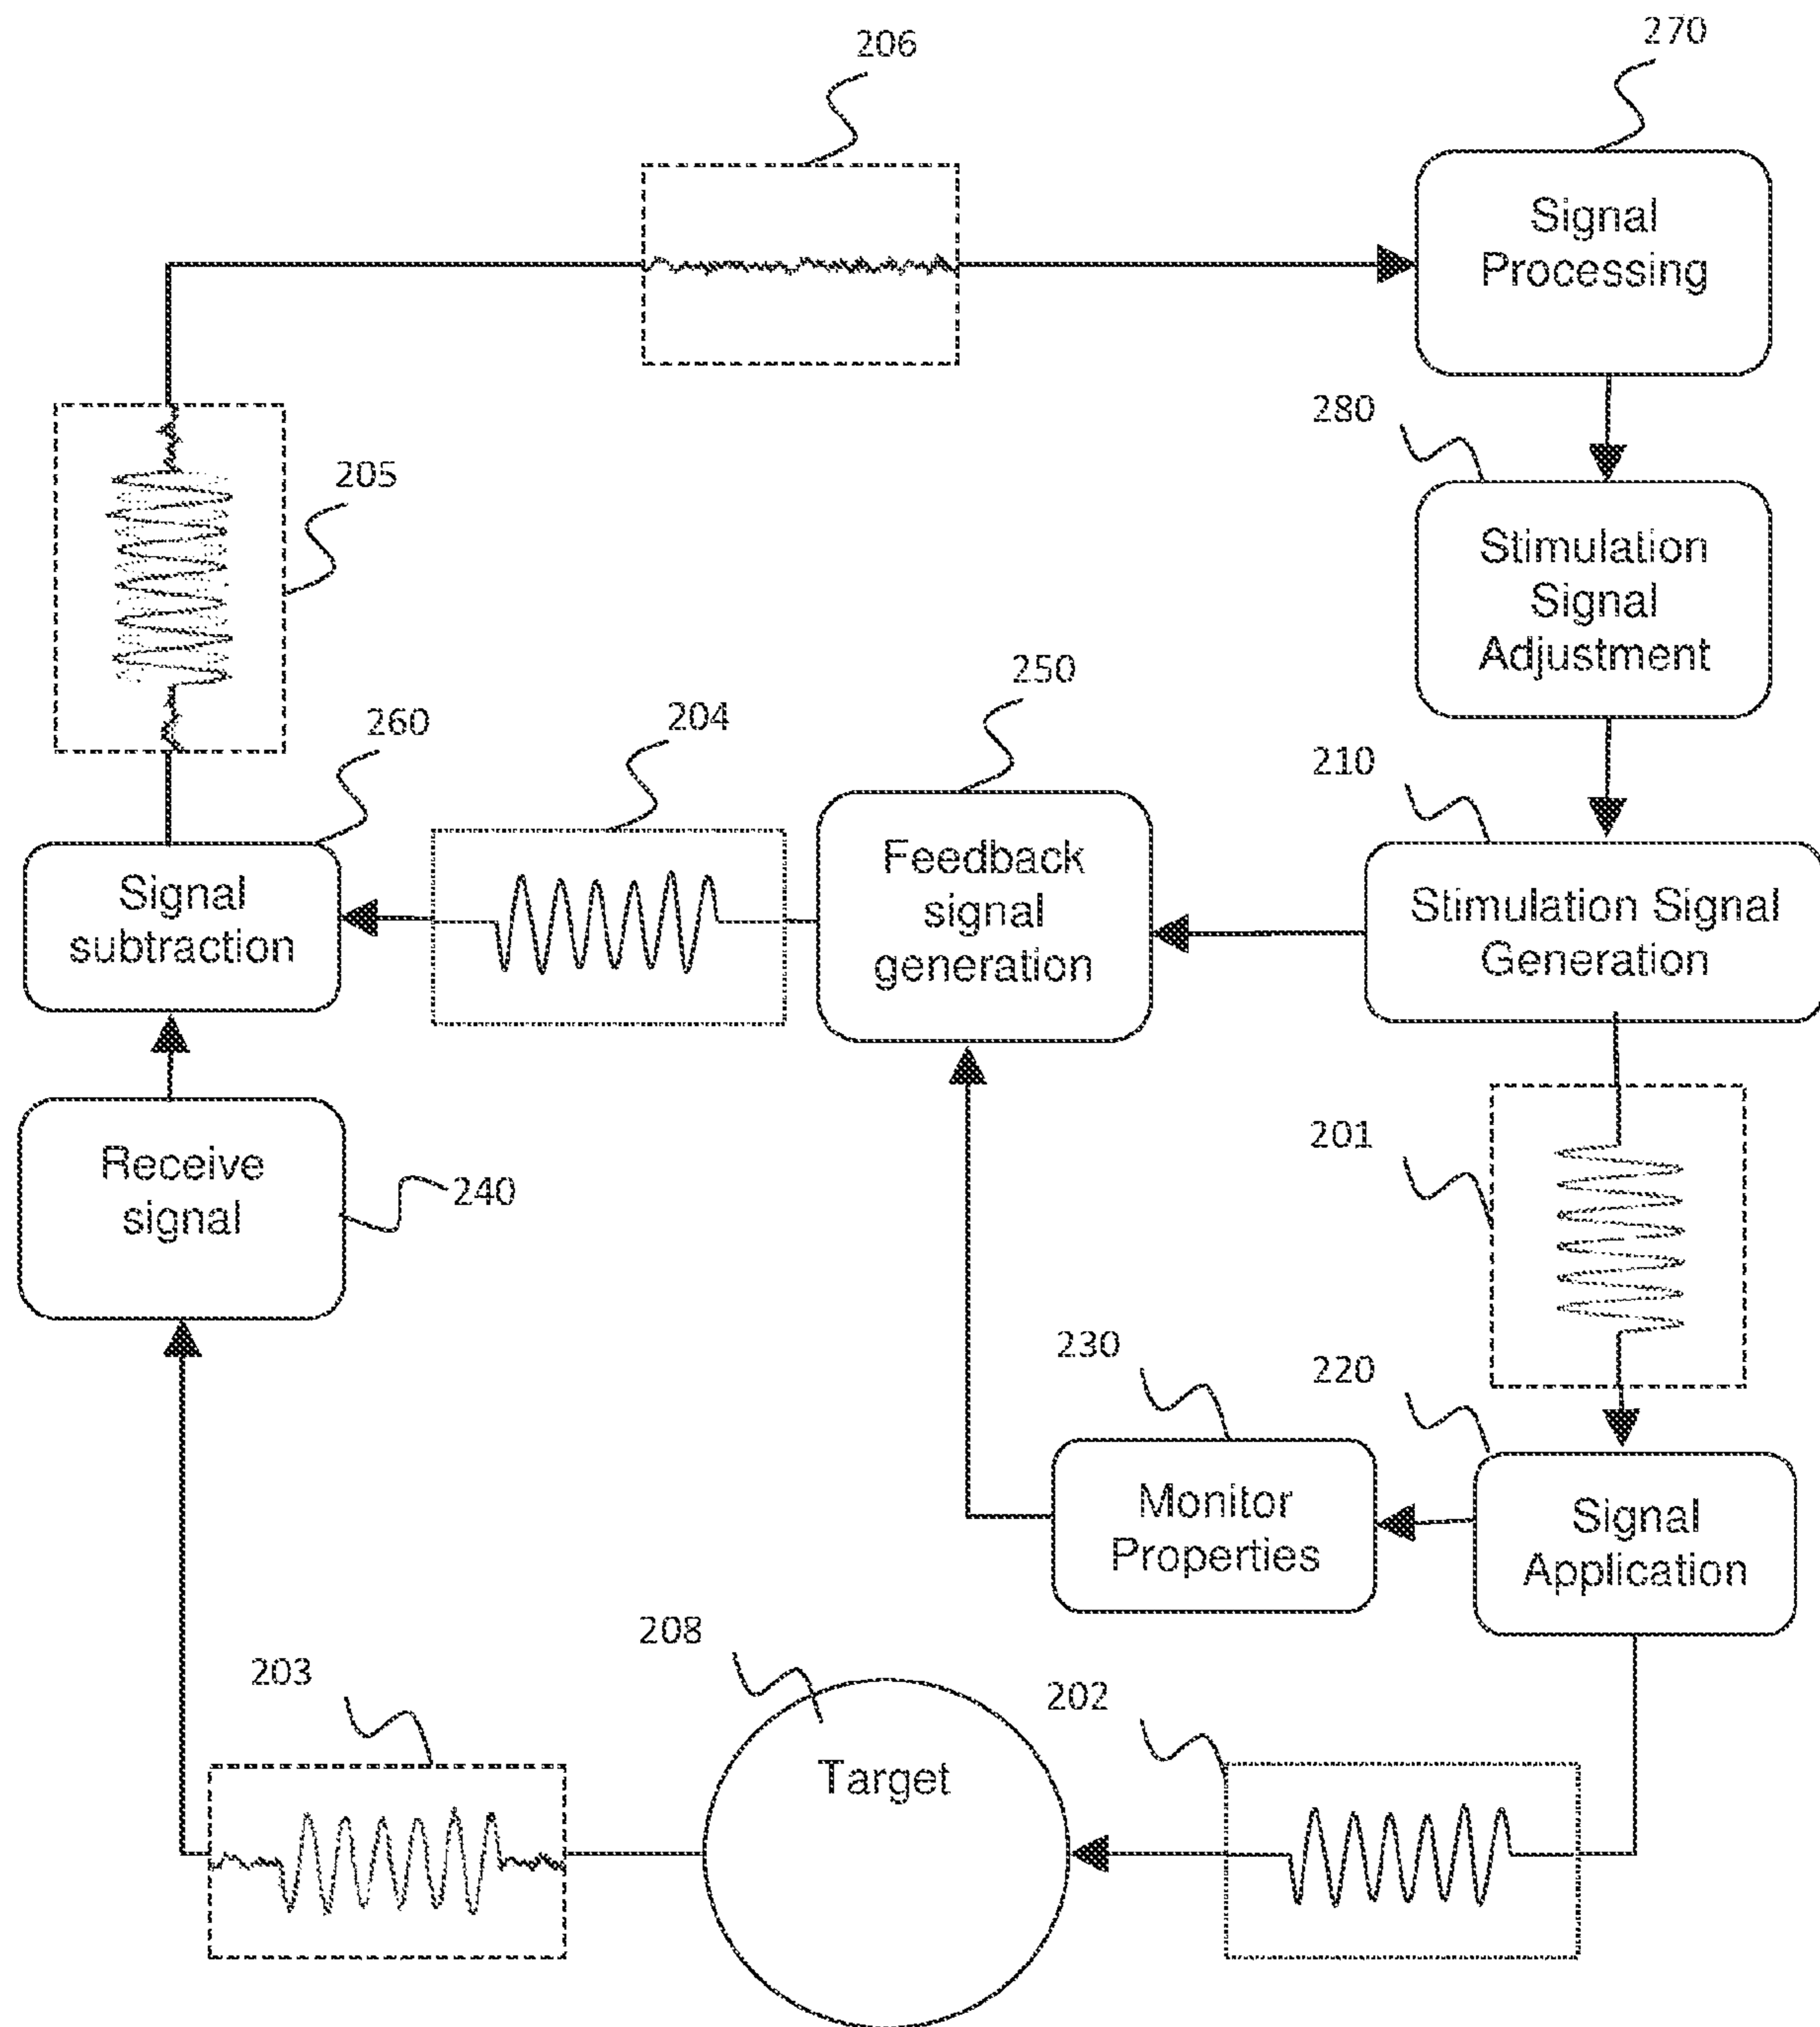 206
270
Signal
Processing
280
205
Stimulation
Signal
Adjustment
260
204
250
210
Signal
subtraction
Feedback
signal
generation
Stimulation Signal
Generation
201
Receive
signal
240
230
220
Monitor
Properties
Signal
Application
203
208
202
Target